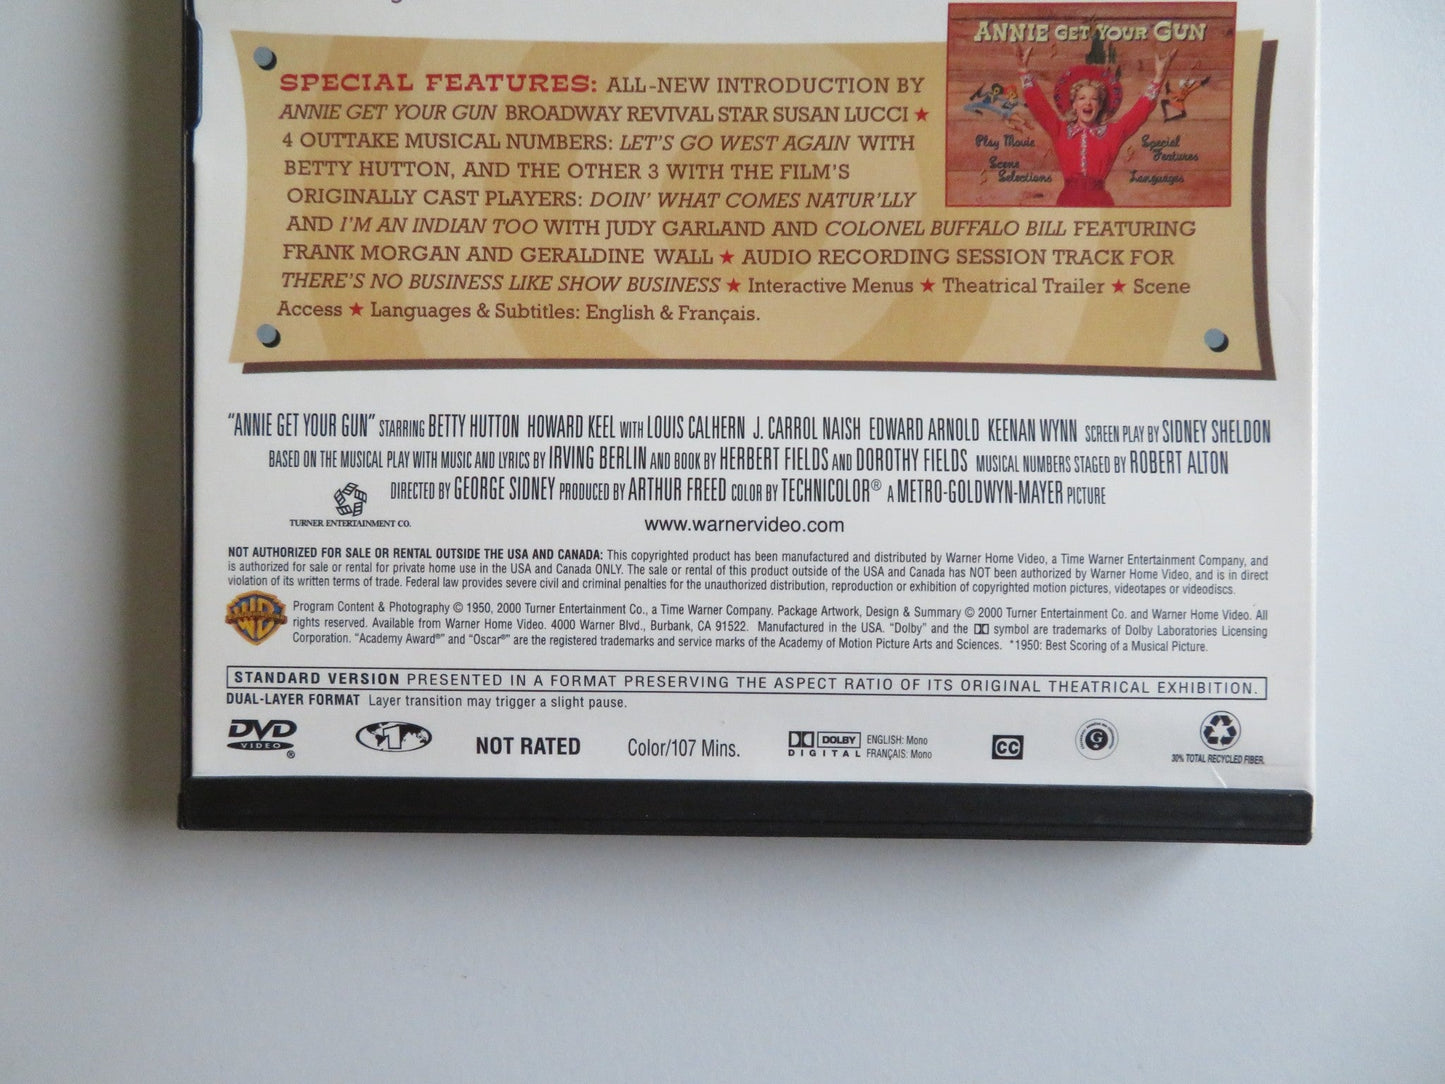 ANNIE GET YOUR GUN
Play Movie
Special
Features
Scene
Selections
Languages
SPECIAL FEATURES: ALL-NEW INTRODUCTION BY
ANNIE GET YOUR GUN BROADWAY REVIVAL STAR SUSAN LUCCI ★
4 OUTTAKE MUSICAL NUMBERS: LET'S GO WEST AGAIN WITH
BETTY HUTTON, AND THE OTHER 3 WITH THE FILM'S
ORIGINALLY CAST PLAYERS: DOIN' WHAT COMES NATUR'LLY
AND I'M AN INDIAN TOO WITH JUDY GARLAND AND COLONEL BUFFALO BILL FEATURING
FRANK MORGAN AND GERALDINE WALL ★ AUDIO RECORDING SESSION TRACK FOR
THERE'S NO BUSINESS LIKE SHOW BUSINESS ★ Interactive Menus ★ Theatrical Trailer ★ Scene
Access ★ Languages & Subtitles: English & Français.
"ANNIE GET YOUR GUN" STARRING BETTY HUTTON HOWARD KEEL WITH LOUIS CALHERN J. CARROL NAISH EDWARD ARNOLD KEENAN WYNN SCREEN PLAY BY SIDNEY SHELDON
BASED ON THE MUSICAL PLAY WITH MUSIC AND LYRICS BY IRVING BERLIN AND BOOK BY HERBERT FIELDS AND DOROTHY FIELDS MUSICAL NUMBERS STAGED BY ROBERT ALTON
DIRECTED BY GEORGE SIDNEY PRODUCED BY ARTHUR FREED COLOR BY TECHNICOLOR® A METRO-GOLDWYN-MAYER PICTURE
TURNER ENTERTAINMENT CO.
www.warnervideo.com
NOT AUTHORIZED FOR SALE OR RENTAL OUTSIDE THE USA AND CANADA: This copyrighted product has been manufactured and distributed by Warner Home Video, a Time Warner Entertainment Company, and
is authorized for sale or rental for private home use in the USA and Canada ONLY. The sale or rental of this product outside of the USA and Canada has NOT been authorized by Warner Home Video, and is in direct
violation of its written terms of trade. Federal law provides severe civil and criminal penalties for the unauthorized distribution, reproduction or exhibition of copyrighted motion pictures, videotapes or videodiscs.
Program Content & Photography © 1950, 2000 Turner Entertainment Co., a Time Warner Company. Package Artwork, Design & Summary © 2000 Turner Entertainment Co. and Warner Home Video. All
rights reserved. Available from Warner Home Video. 4000 Warner Blvd., Burbank, CA 91522. Manufactured in the USA. "Dolby" and the DD symbol are trademarks of Dolby Laboratories Licensing
Corporation. "Academy Award®" and "Oscar®" are the registered trademarks and service marks of the Academy of Motion Picture Arts and Sciences. *1950: Best Scoring of a Musical Picture.
STANDARD VERSION PRESENTED IN A FORMAT PRESERVING THE ASPECT RATIO OF ITS ORIGINAL THEATRICAL EXHIBITION.
DUAL-LAYER FORMAT Layer transition may trigger a slight pause.
DVD VIDEO ® 1 NOT RATED Color/107 Mins. DOLBY DIGITAL ENGLISH: Mono FRANÇAIS: Mono CC G
30% TOTAL RECYCLED FIBER.